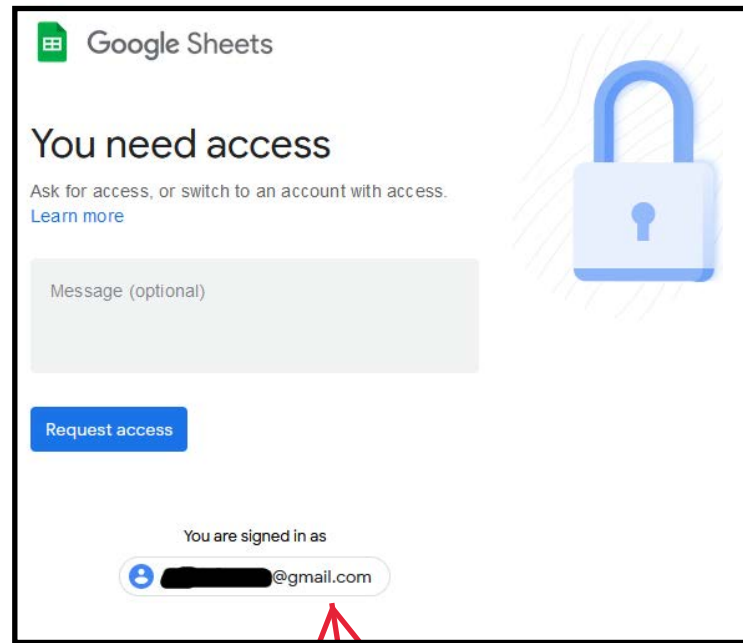 Google Sheets
You need access
Ask for access, or switch to an account with access.
Learn more
Message (optional)
Request access
You are signed in as
@gmail.com